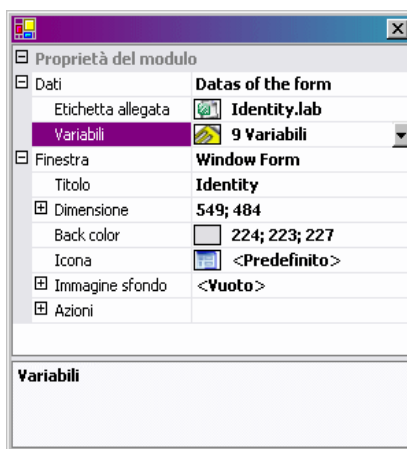 Proprietà del modulo
Dati Datas of the form
Etichetta allegata Identity.lab
Variabili 9 Variabili
Finestra Window Form
Titolo Identity
Dimensione 549; 484
Back color 224; 223; 227
Icona <Predefinito>
Immagine sfondo <Vuoto>
Azioni
Variabili